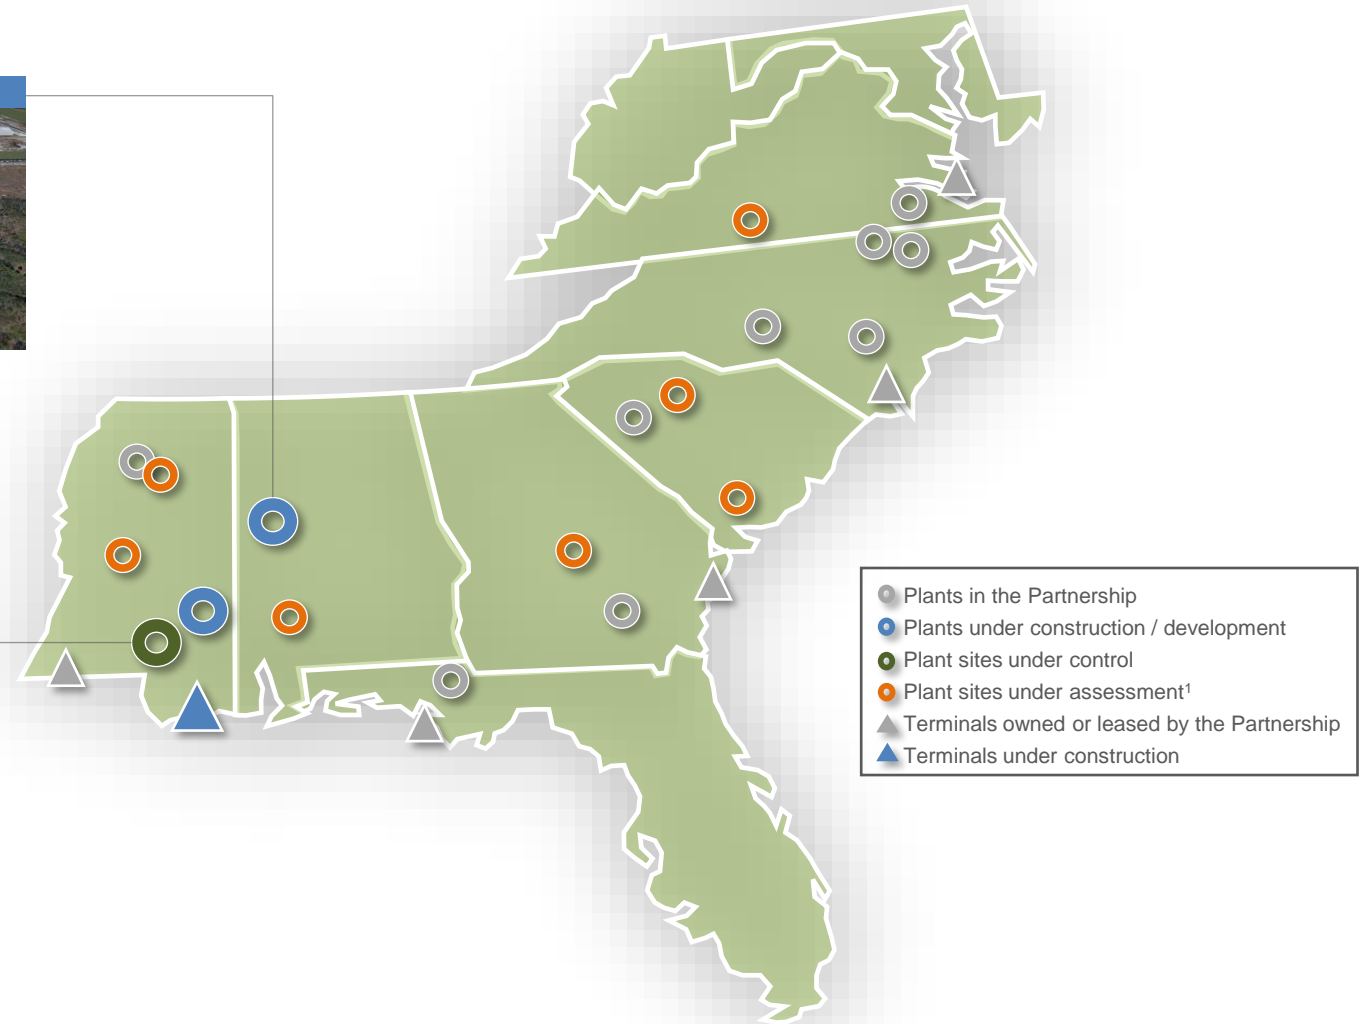 Plants in the Partnership
Plants under construction / development
Plant sites under control
Plant sites under assessment¹
Terminals owned or leased by the Partnership
Terminals under construction